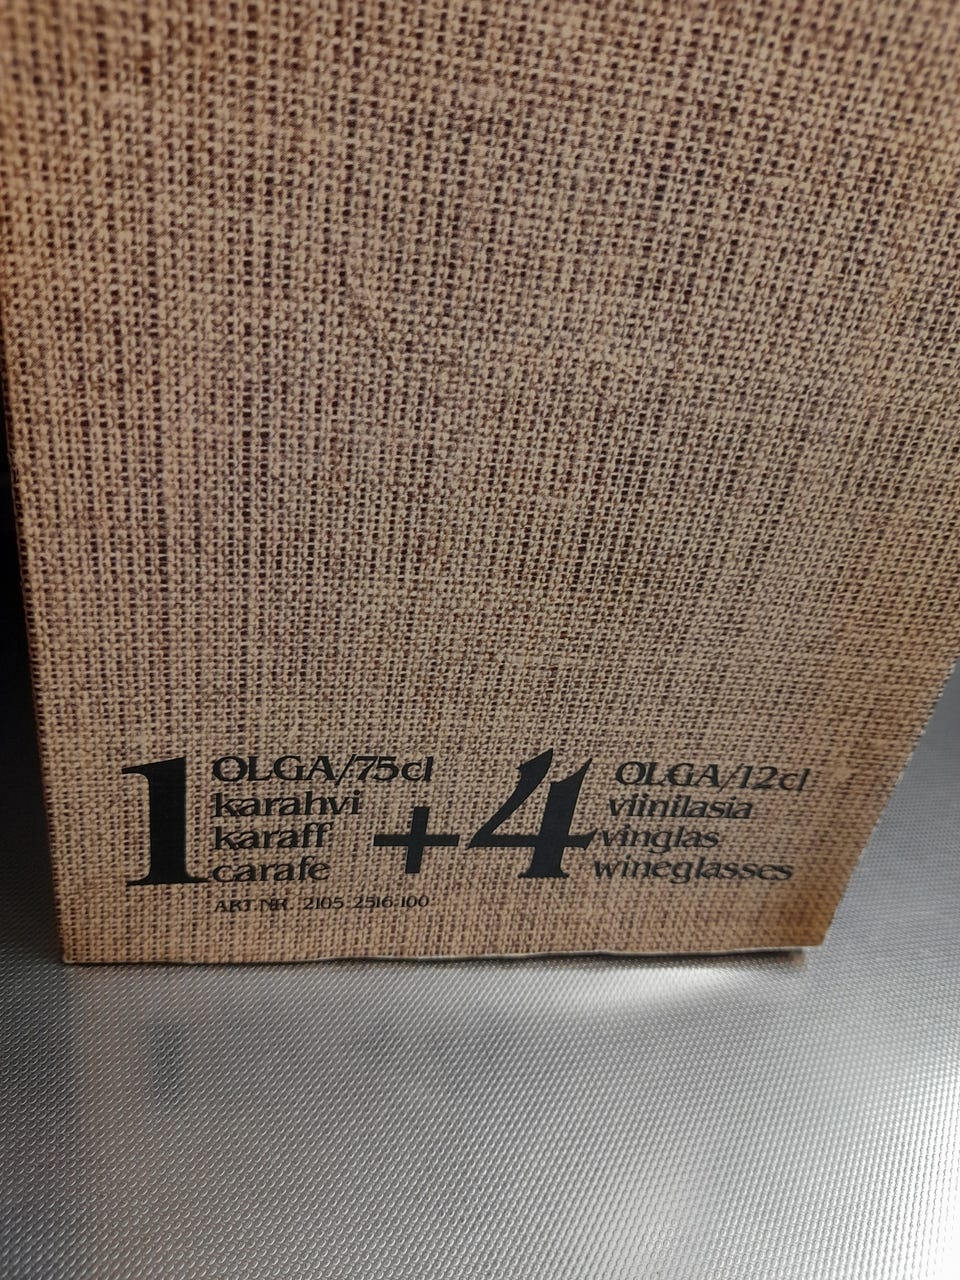 1 OLGA/75cl
karahvi
karaff
carafe
ART. NR. 2105-2516-100
+
4 OLGA/12cl
viinilasia
vinglas
wineglasses